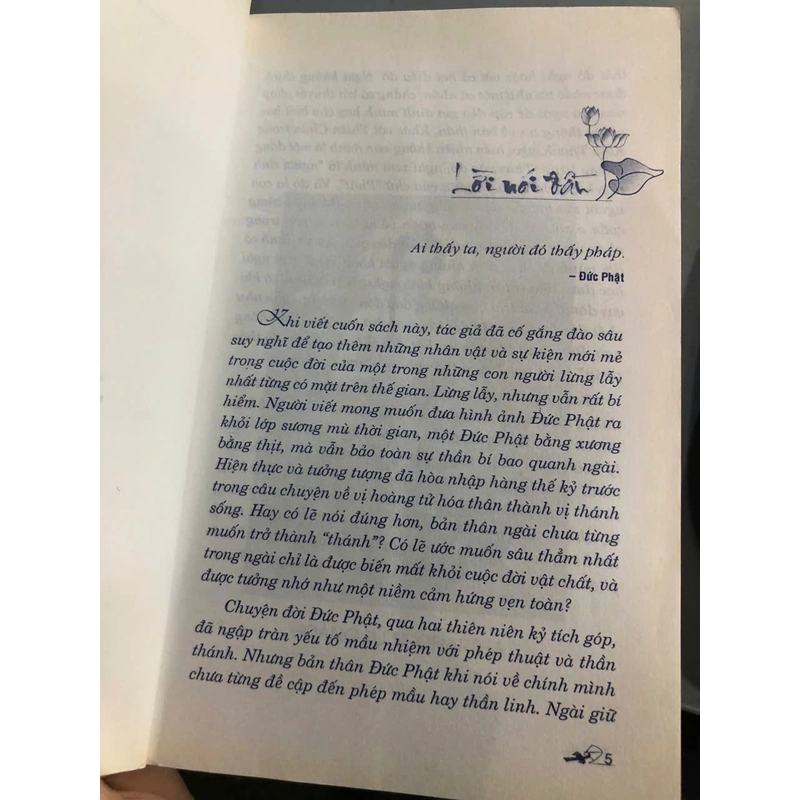 Lời nói đầu
Ai thấy ta, người đó thấy pháp.
– Đức Phật
Khi viết cuốn sách này, tác giả đã cố gắng đào sâu
suy nghĩ để tạo thêm những nhân vật và sự kiện mới mẻ
trong cuộc đời của một trong những con người lừng lẫy
nhất từng có mặt trên thế gian. Lừng lẫy, nhưng vẫn rất bí
hiểm. Người viết mong muốn đưa hình ảnh Đức Phật ra
khỏi lớp sương mù thời gian, một Đức Phật bằng xương
bằng thịt, mà vẫn bảo toàn sự thần bí bao quanh ngài.
Hiện thực và tưởng tượng đã hòa nhập hàng thế kỷ trước
trong câu chuyện về vị hoàng tử hóa thân thành vị thánh
sống. Hay có lẽ nói đúng hơn, bản thân ngài chưa từng
muốn trở thành “thánh”? Có lẽ ước muốn sâu thẳm nhất
trong ngài chỉ là được biến mất khỏi cuộc đời vật chất, và
được tưởng nhớ như một niềm cảm hứng vẹn toàn?
Chuyện đời Đức Phật, qua hai thiên niên kỷ tích góp,
đã ngập tràn yếu tố mầu nhiệm với phép thuật và thần
thánh. Nhưng bản thân Đức Phật khi nói về chính mình
chưa từng đề cập đến phép mầu hay thần linh. Ngài giữ
5